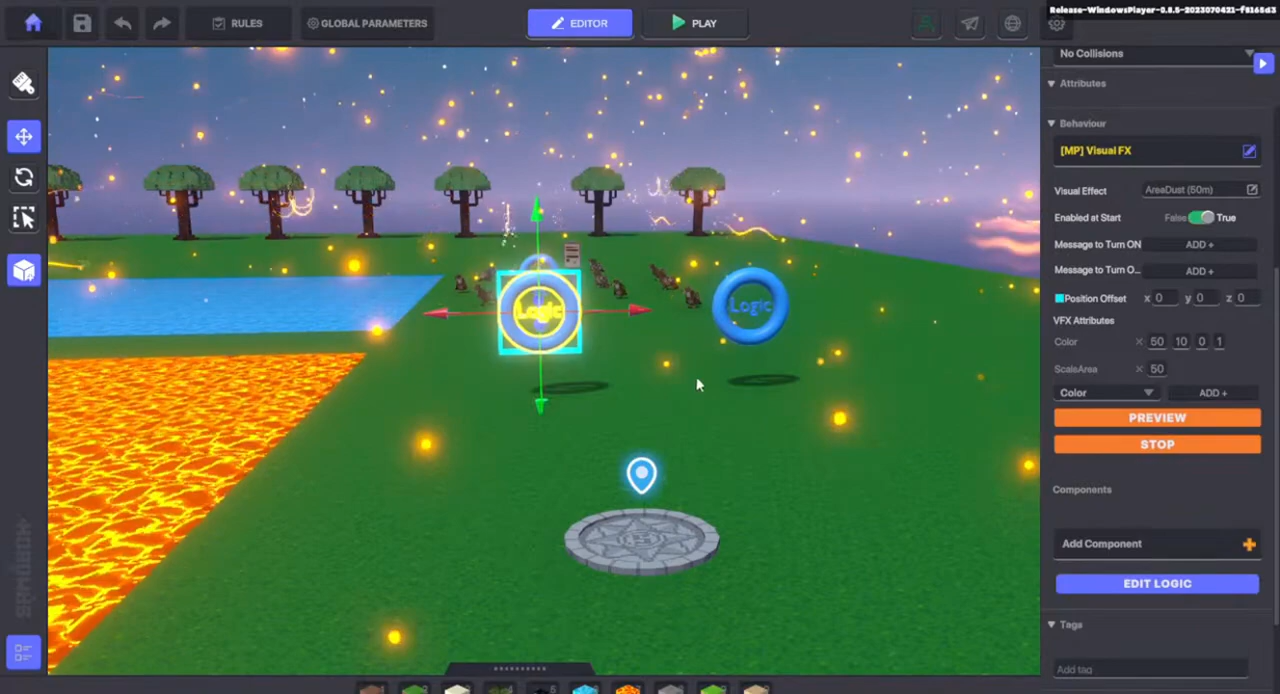 Release-WindowsPlayer-0.8.5-2023070421-f8165d3
RULES
GLOBAL PARAMETERS
EDITOR
PLAY
No Collisions
Attributes
Behaviour
[MP] Visual FX
Visual Effect AreaDust (50m)
Enabled at Start False True
Message to Turn ON ADD +
Message to Turn O... ADD +
Position Offset x 0 y 0 z 0
VFX Attributes
Color × 50 10 0 1
ScaleArea × 50
Color ADD +
PREVIEW
STOP
Components
Add Component
EDIT LOGIC
Tags
Add tag
Logic
Logic
SANDBOX